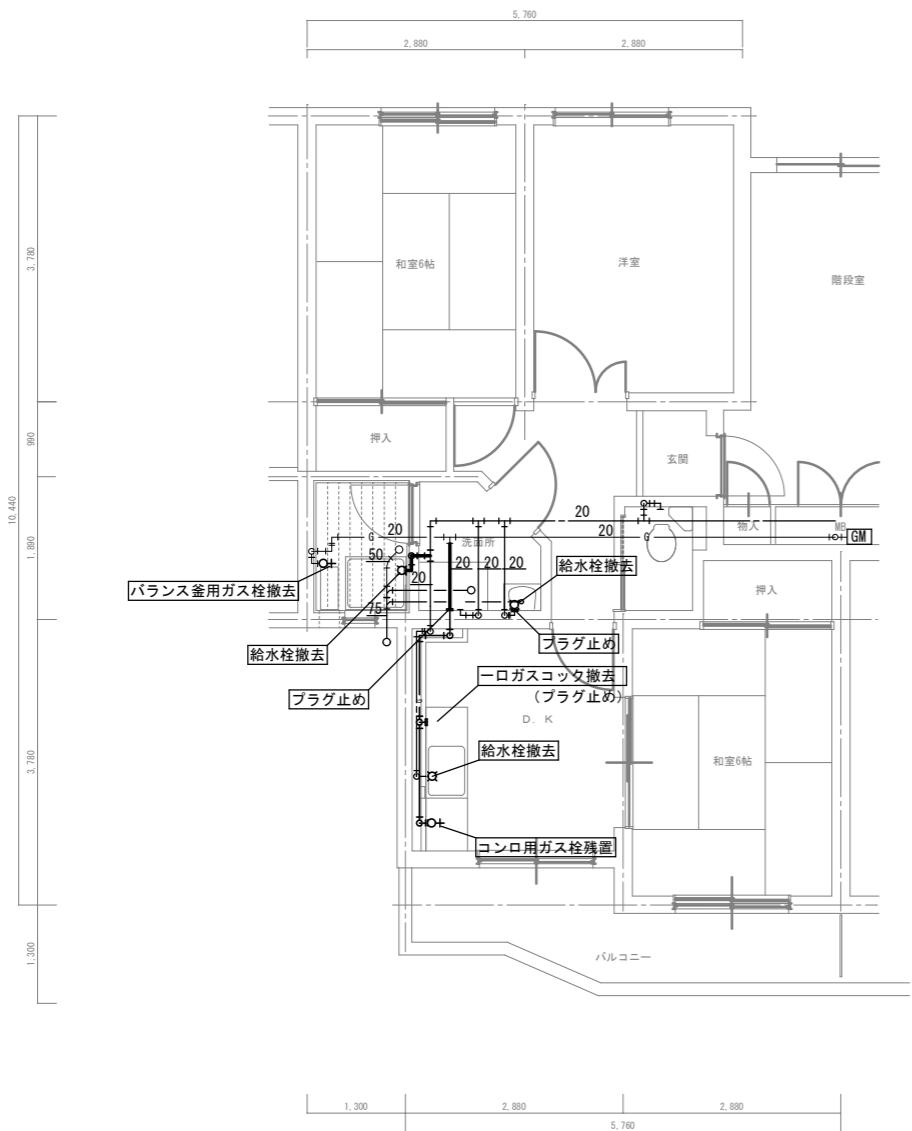 5,760
2,880
2,880
3,780
990
10,440
1,890
3,780
1,300
和室6帖
洋室
階段室
押入
玄関
20
20
20
G
G
洗面所
物入
MB
GM
50
20
20
20
20
給水栓撤去
バランス釜用ガス栓撤去
押入
75
プラグ止め
給水栓撤去
一口ガスコック撤去
プラグ止め
(プラグ止め)
D.K
給水栓撤去
和室6帖
コンロ用ガス栓残置
バルコニー
1,300
2,880
2,880
5,760